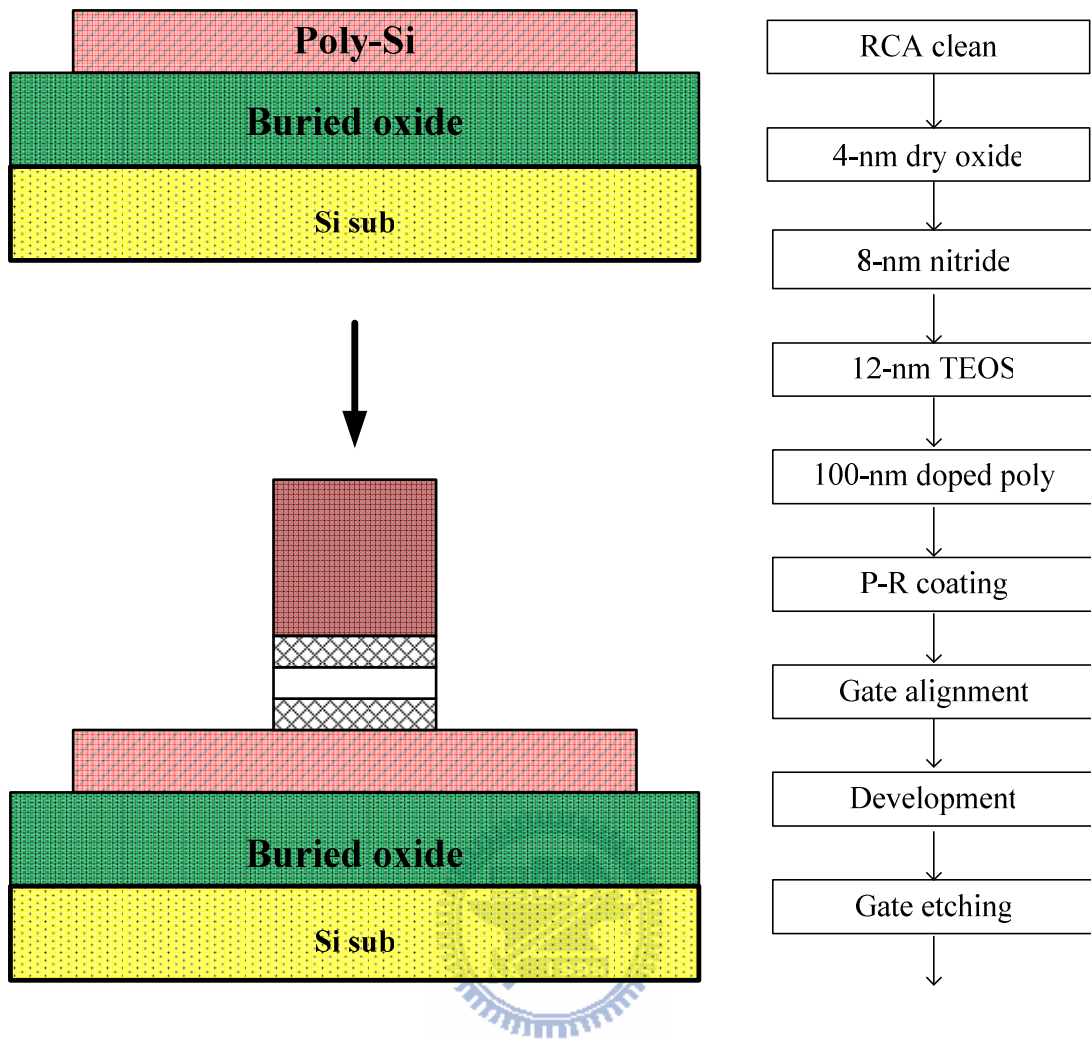 Poly-Si
Buried oxide
Si sub
Buried oxide
Si sub
RCA clean
4-nm dry oxide
8-nm nitride
12-nm TEOS
100-nm doped poly
P-R coating
Gate alignment
Development
Gate etching